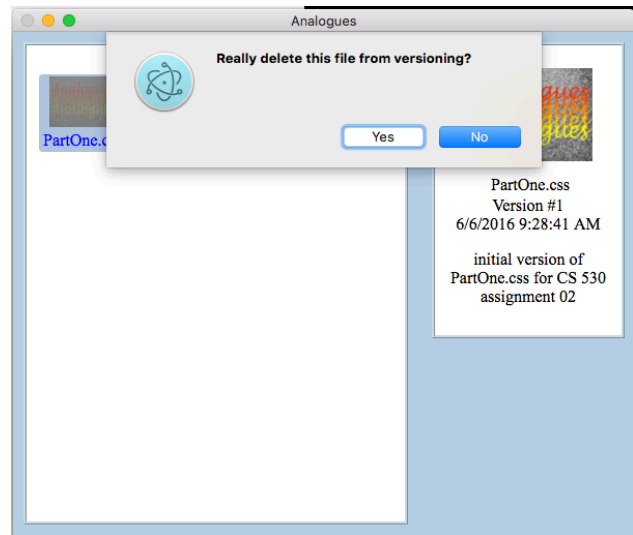 Analogues
Really delete this file from versioning?
Yes
No
PartOne.css
Version #1
6/6/2016 9:28:41 AM
initial version of
PartOne.css for CS 530
assignment 02